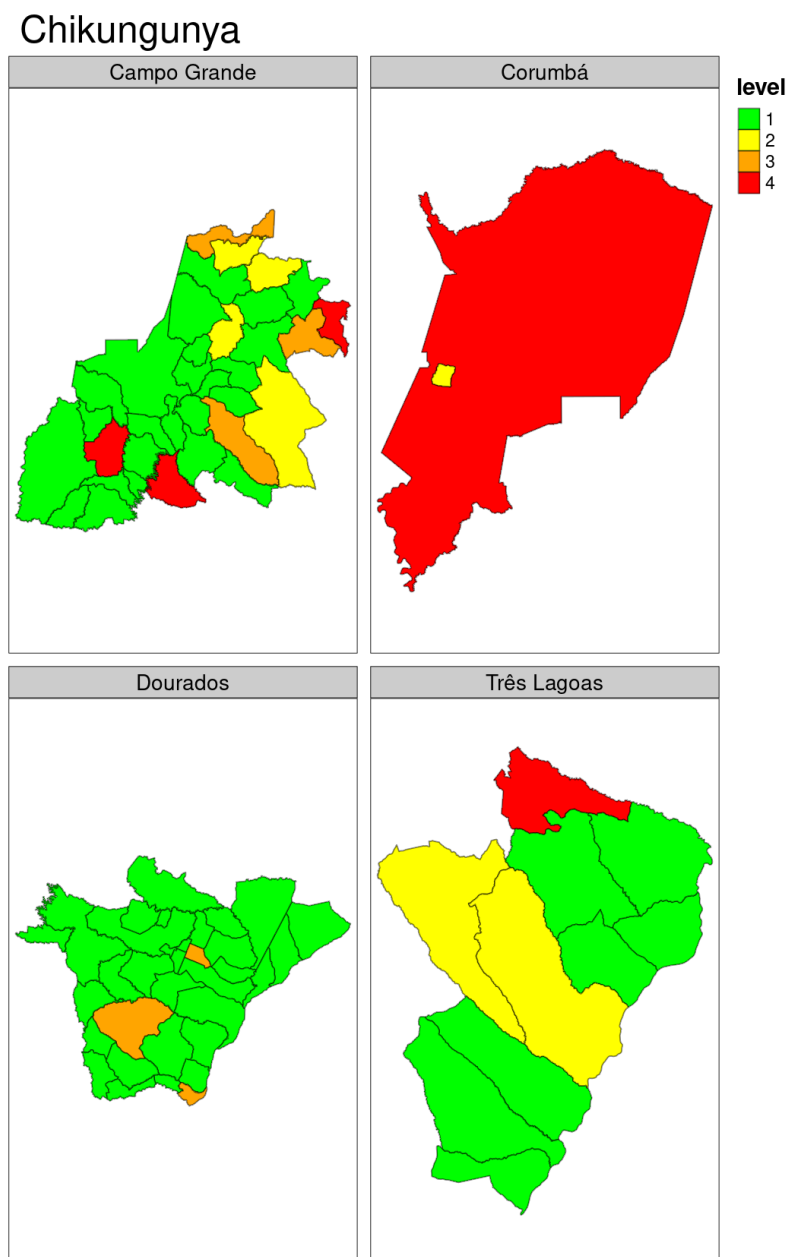 Chikungunya
Campo Grande
Corumbá
level
1
2
3
4
Dourados
Três Lagoas